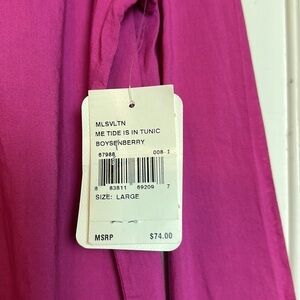 MLSVLTN
ME TIDE IS IN TUNIC
BOYSENBERRY
67988 008-I
8 83811 69209 7
SIZE: LARGE
MSRP $74.00